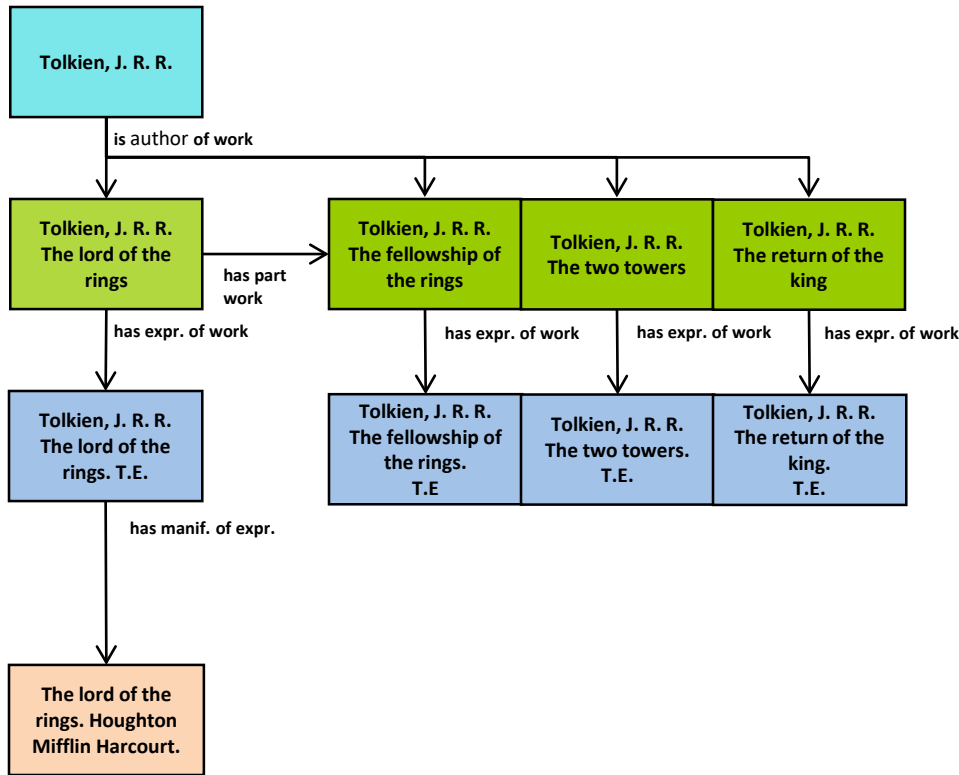 Tolkien, J. R. R.
is author of work
Tolkien, J. R. R.
The lord of the
rings
has part
work
Tolkien, J. R. R.
The fellowship of
the rings
Tolkien, J. R. R.
The two towers
Tolkien, J. R. R.
The return of the
king
has expr. of work
has expr. of work
has expr. of work
has expr. of work
Tolkien, J. R. R.
The lord of the
rings. T.E.
Tolkien, J. R. R.
The fellowship of
the rings.
T.E
Tolkien, J. R. R.
The two towers.
T.E.
Tolkien, J. R. R.
The return of the
king.
T.E.
has manif. of expr.
The lord of the
rings. Houghton
Mifflin Harcourt.